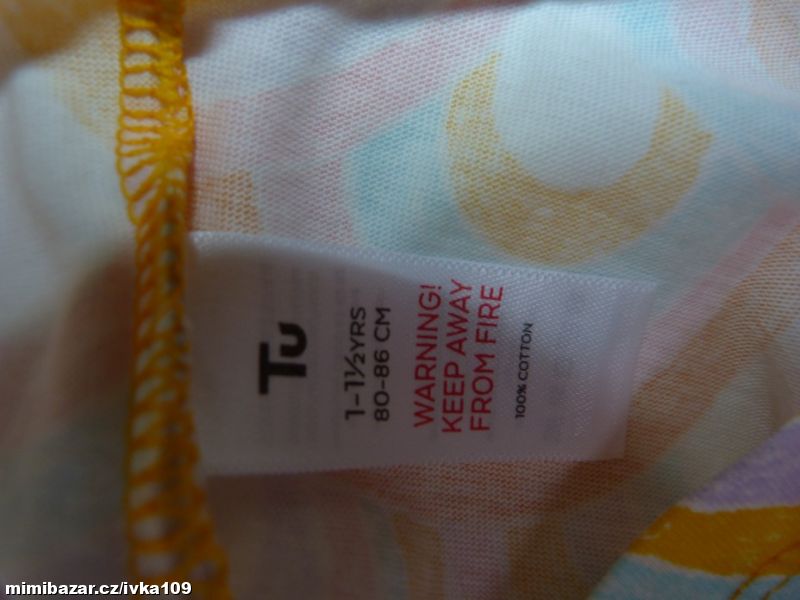 Tu
1-1½YRS
80-86 CM
WARNING!
KEEP AWAY
FROM FIRE
100% COTTON
mimibazar.cz/ivka109